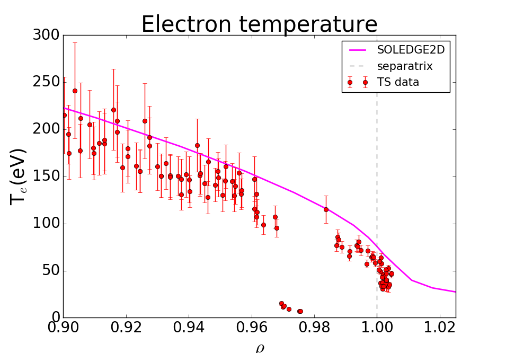 Electron temperature
300
250
200
150
100
50
0
T_e (eV)
SOLEDGE2D
separatrix
TS data
0.90 0.92 0.94 0.96 0.98 1.00 1.02
ρ